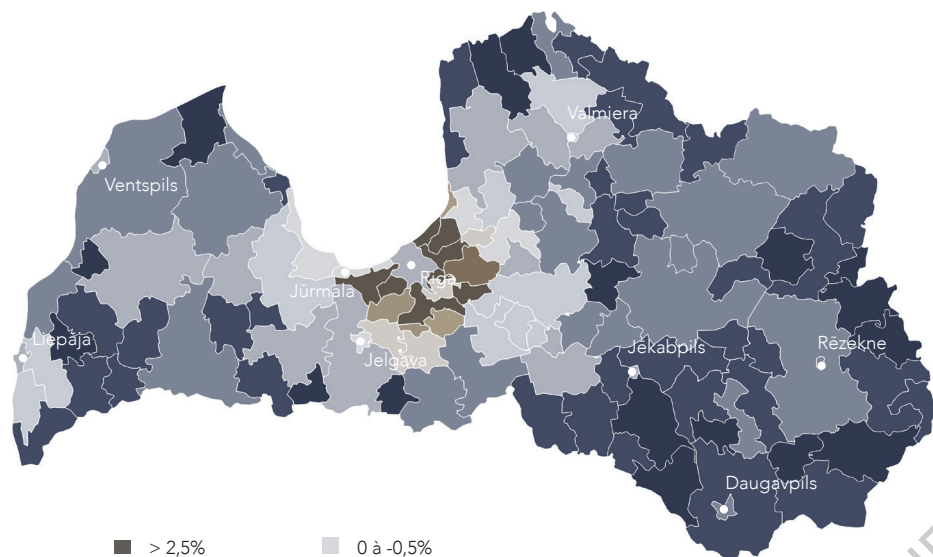 Valmiera
Ventspils
Rīga
Jūrmala
Liepāja
Jelgava
Jēkabpils
Rēzekne
Daugavpils
> 2,5%
0 à -0,5%